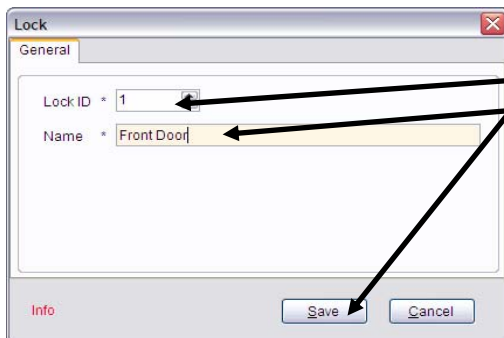 Lock
General
Lock ID * 1
Name * Front Door
Info Save Cancel